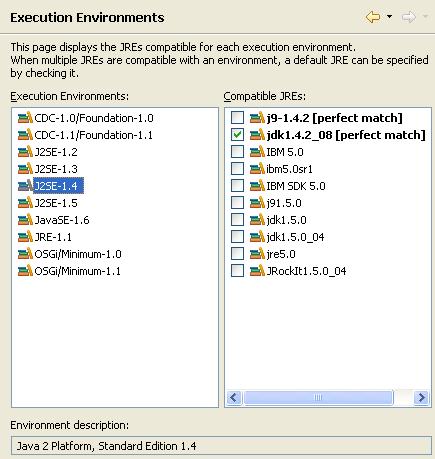 Execution Environments
This page displays the JREs compatible for each execution environment.
When multiple JREs are compatible with an environment, a default JRE can be specified
by checking it.
Execution Environments:
CDC-1.0/Foundation-1.0
CDC-1.1/Foundation-1.1
J2SE-1.2
J2SE-1.3
J2SE-1.4
J2SE-1.5
JavaSE-1.6
JRE-1.1
OSGi/Minimum-1.0
OSGi/Minimum-1.1
Compatible JREs:
j9-1.4.2 [perfect match]
jdk1.4.2_08 [perfect match]
IBM 5.0
ibm5.0sr1
IBM SDK 5.0
j91.5.0
jdk1.5.0
jdk1.5.0_04
jre5.0
JRockIt1.5.0_04
Environment description:
Java 2 Platform, Standard Edition 1.4